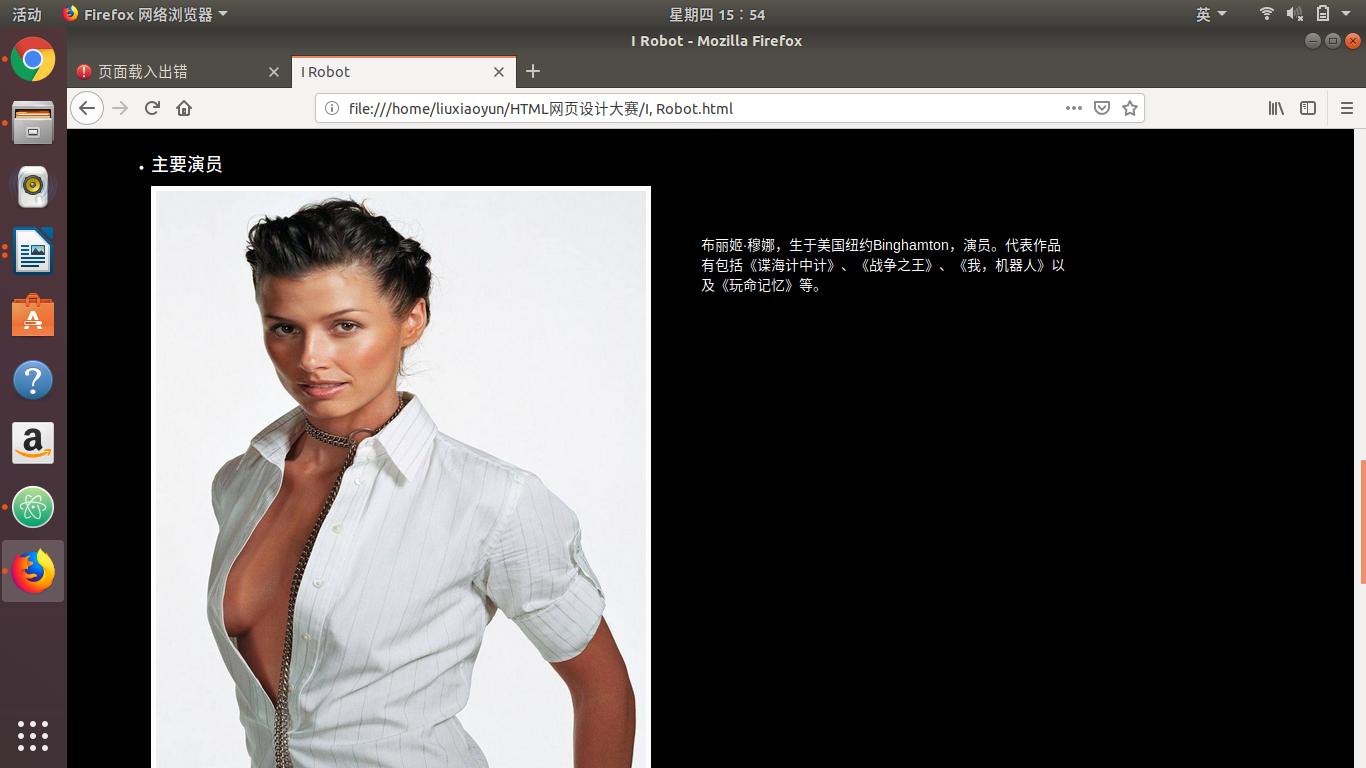 活动
Firefox 网络浏览器
星期四 15：54
英
I Robot - Mozilla Firefox
页面载入出错
I Robot
file:///home/liuxiaoyun/HTML网页设计大赛/I, Robot.html
主要演员
布丽姬·穆娜，生于美国纽约Binghamton，演员。代表作品
有包括《谍海计中计》、《战争之王》、《我，机器人》以
及《玩命记忆》等。